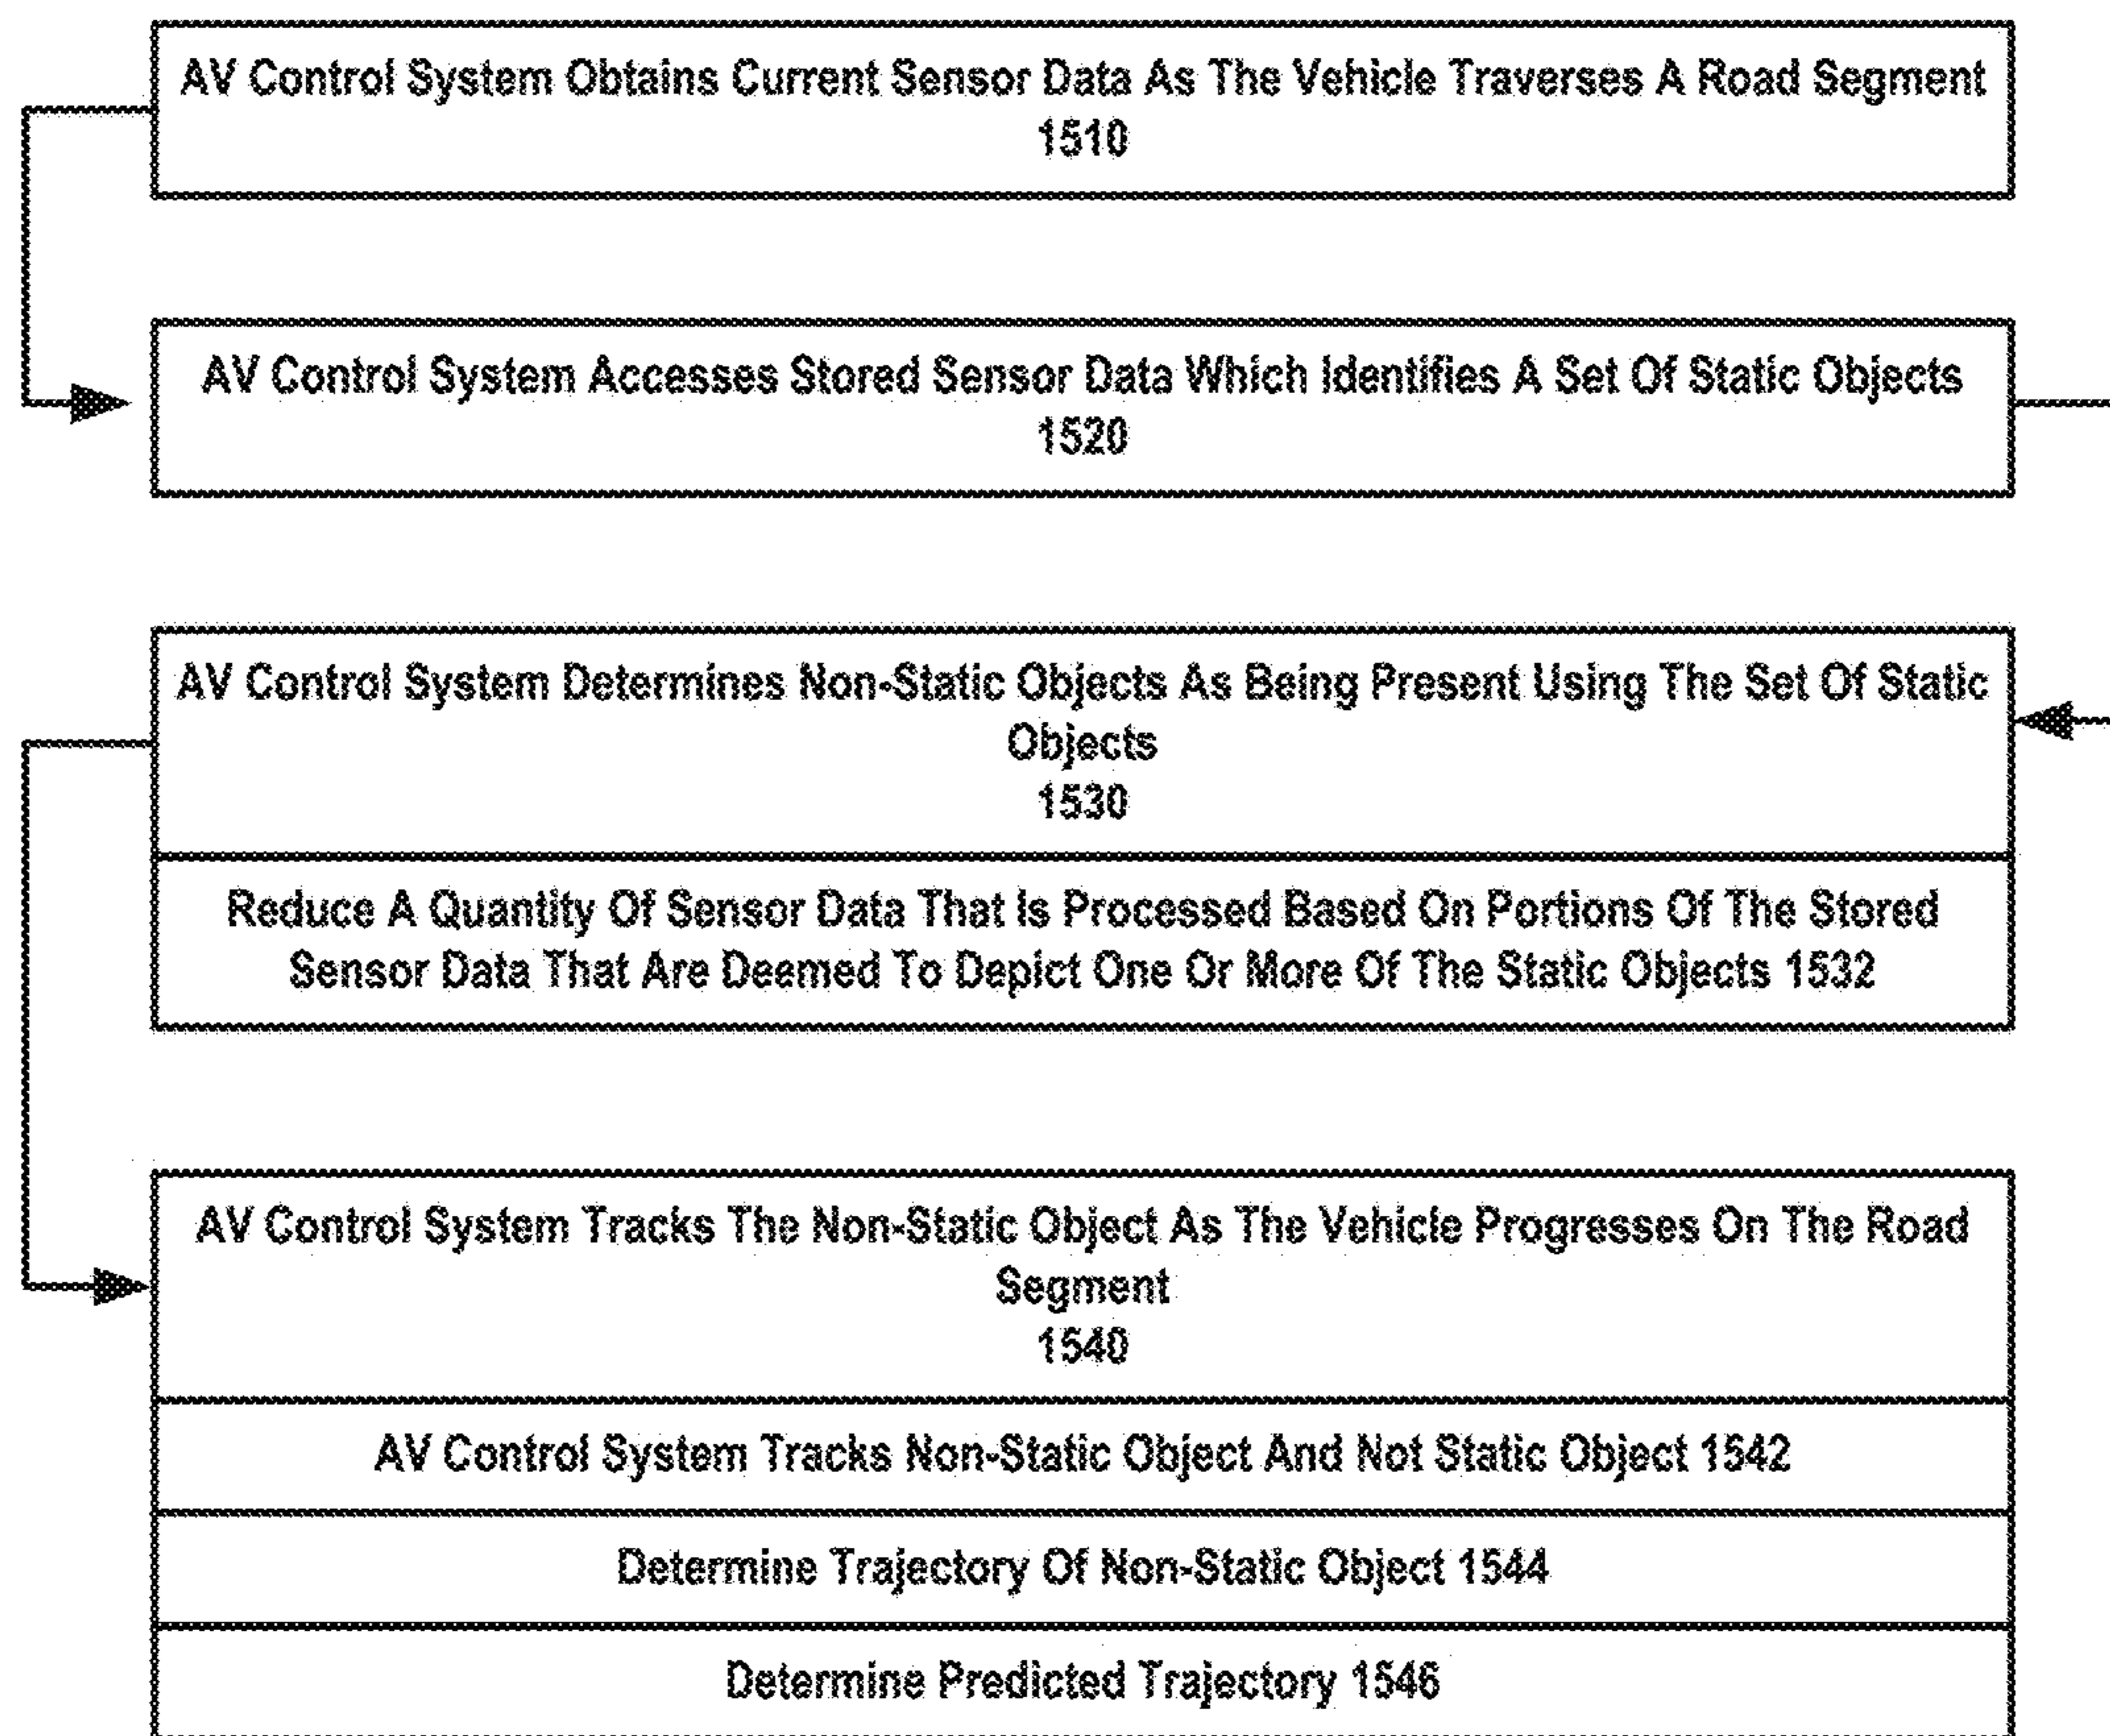 AV Control System Obtains Current Sensor Data As The Vehicle Traverses A Road Segment
1510
AV Control System Accesses Stored Sensor Data Which Identifies A Set Of Static Objects
1520
AV Control System Determines Non-Static Objects As Being Present Using The Set Of Static
Objects
1530
Reduce A Quantity Of Sensor Data That Is Processed Based On Portions Of The Stored
Sensor Data That Are Deemed To Depict One Or More Of The Static Objects 1532
AV Control System Tracks The Non-Static Object As The Vehicle Progresses On The Road
Segment
1540
AV Control System Tracks Non-Static Object And Not Static Object 1542
Determine Trajectory Of Non-Static Object 1544
Determine Predicted Trajectory 1546